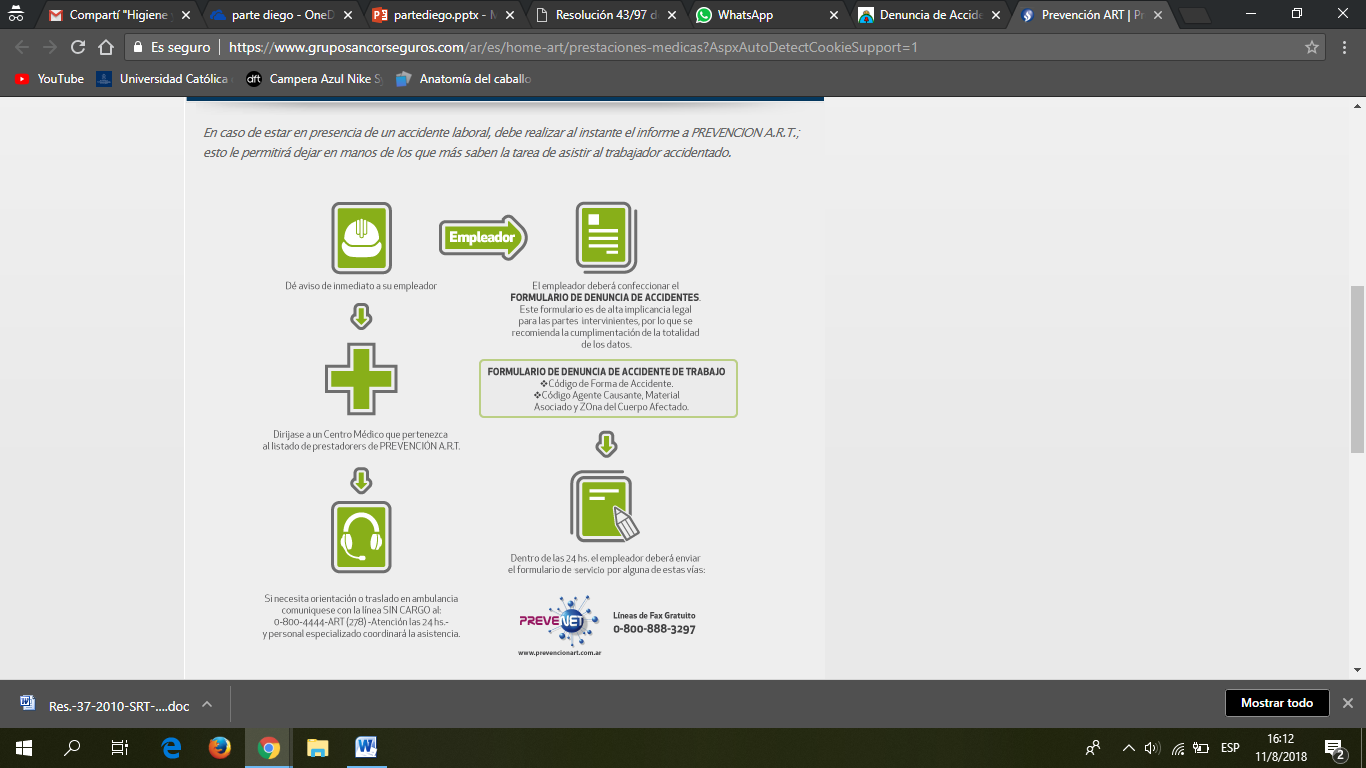 Compartí "Higiene
parte diego - OneD
partediego.pptx - M
Resolución 43/97 d
WhatsApp
Denuncia de Accide
Prevención ART | Pr
Es seguro
https://www.gruposancorseguros.com/ar/es/home-art/prestaciones-medicas?AspxAutoDetectCookieSupport=1
YouTube
Universidad Católica
dft
Campera Azul Nike S
Anatomía del caballo
En caso de estar en presencia de un accidente laboral, debe realizar al instante el informe a PREVENCION A.R.T.;
esto le permitirá dejar en manos de los que más saben la tarea de asistir al trabajador accidentado.
Dé aviso de inmediato a su empleador
Diríjase a un Centro Médico que pertenezca
al listado de prestadorers de PREVENCIÓN A.R.T.
Si necesita orientación o traslado en ambulancia
comuniquese con la línea SIN CARGO al:
0-800-4444-ART (278) -Atención las 24 hs.-
y personal especializado coordinará la asistencia.
Empleador
El empleador deberá confeccionar el
FORMULARIO DE DENUNCIA DE ACCIDENTES.
Este formulario es de alta implicancia legal
para las partes intervinientes, por lo que se
recomienda la cumplimentación de la totalidad
de los datos.
FORMULARIO DE DENUNCIA DE ACCIDENTE DE TRABAJO
❖Código de Forma de Accidente.
❖Código Agente Causante, Material
Asociado y ZOna del Cuerpo Afectado.
Dentro de las 24 hs. el empleador deberá enviar
el formulario de servicio por alguna de estas vías:
PREVENET
www.prevencionart.com.ar
Líneas de Fax Gratuito
0-800-888-3297
Res.-37-2010-SRT-....doc
Mostrar todo
ESP
16:12
11/8/2018
2